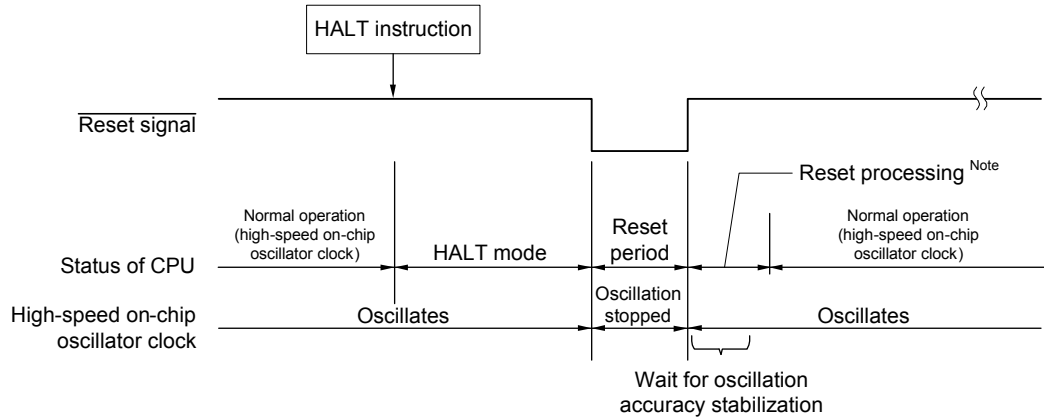 HALT instruction
Reset signal
Reset processing Note
Normal operation
(high-speed on-chip
oscillator clock)
Reset
period
Normal operation
(high-speed on-chip
oscillator clock)
Status of CPU
HALT mode
High-speed on-chip
oscillator clock
Oscillates
Oscillation
stopped
Oscillates
Wait for oscillation
accuracy stabilization